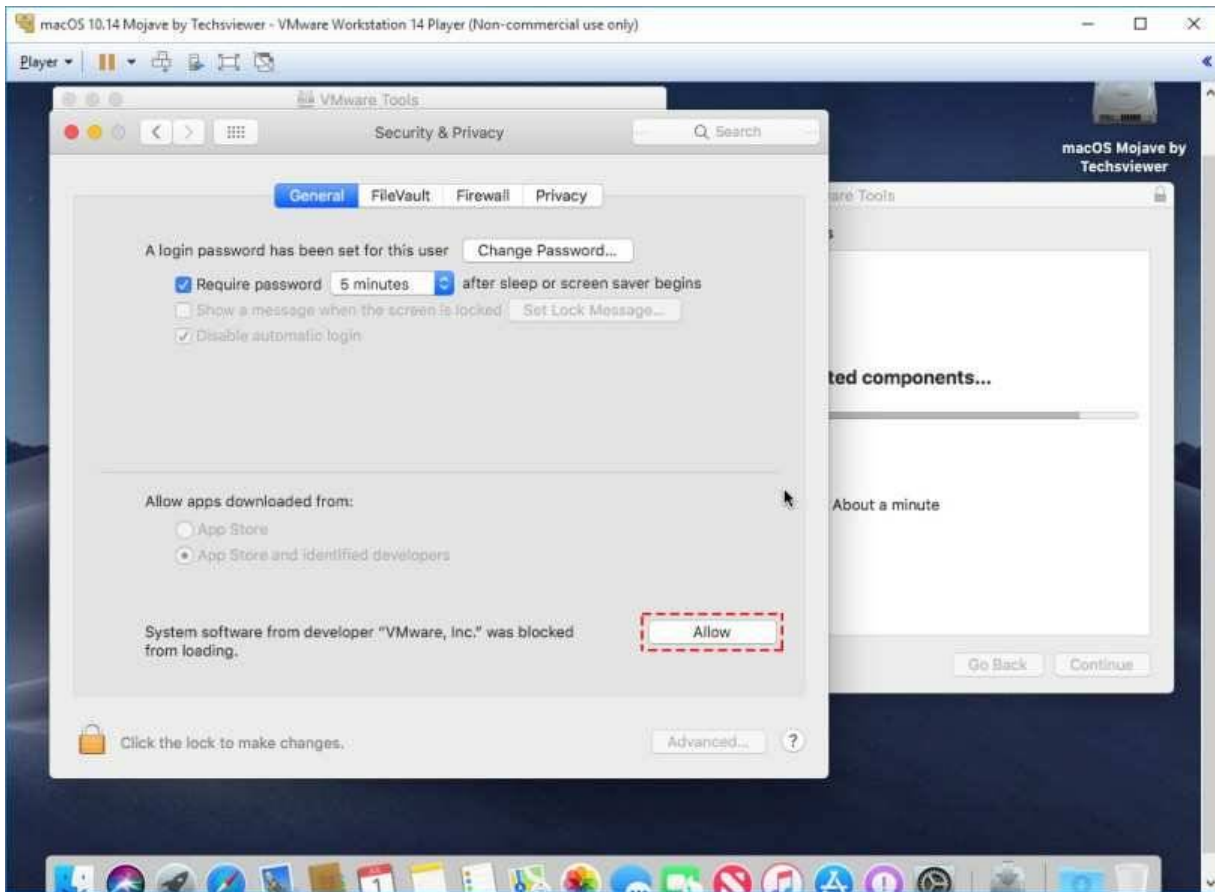 macOS 10.14 Mojave by Techsviewer - VMware Workstation 14 Player (Non-commercial use only)
Player
VMware Tools
Security & Privacy
Search
macOS Mojave by
Techsviewer
are Tools
General FileVault Firewall Privacy
s
A login password has been set for this user Change Password...
Require password 5 minutes after sleep or screen saver begins
Show a message when the screen is locked Set Lock Message...
Disable automatic login
ted components...
Allow apps downloaded from:
About a minute
App Store
App Store and identified developers
System software from developer "VMware, Inc." was blocked
from loading.
Allow
Go Back Continue
Click the lock to make changes.
Advanced... ?
1